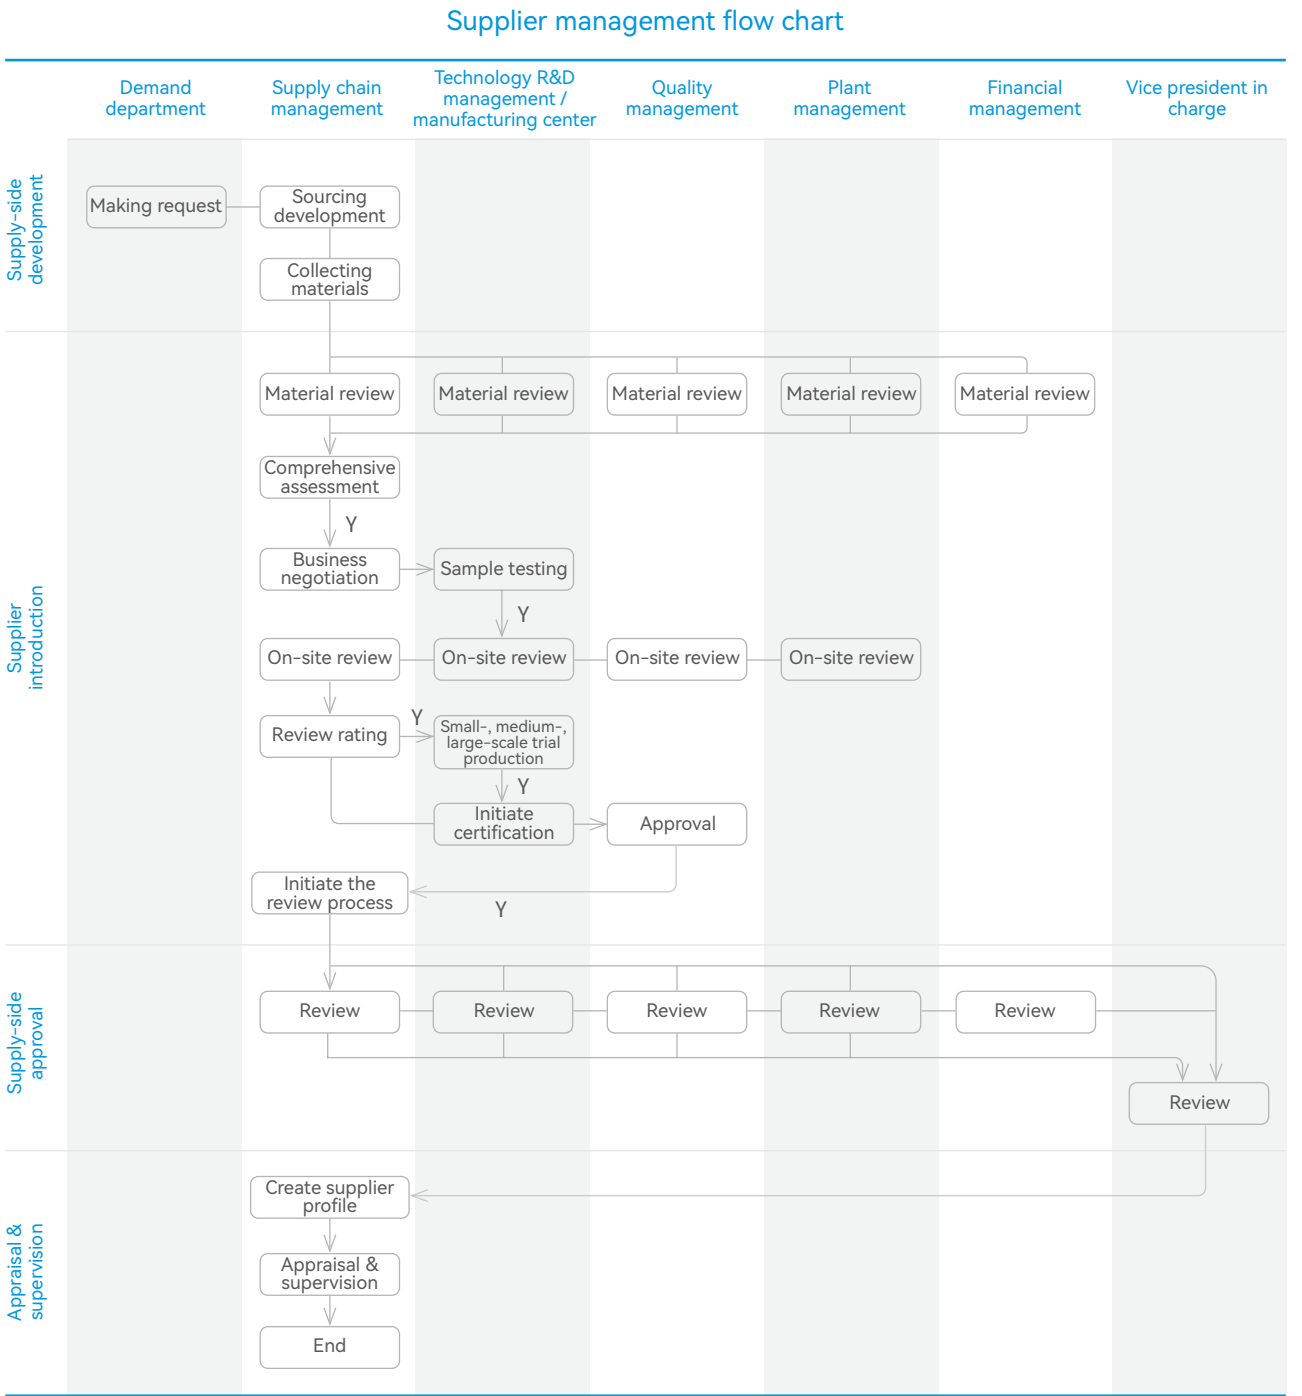 Supplier management flow chart
Demand
department
Supply chain
management
Technology R&D
management /
manufacturing center
Quality
management
Plant
management
Financial
management
Vice president in
charge
Supply-side
development
Making request
Sourcing
development
Collecting
materials
Supplier
introduction
Material review
Material review
Material review
Material review
Material review
Comprehensive
assessment
Y
Business
negotiation
Sample testing
Y
On-site review
On-site review
On-site review
On-site review
Review rating
Y
Small-, medium-,
large-scale trial
production
Y
Initiate
certification
Approval
Initiate the
review process
Y
Supply-side
approval
Review
Review
Review
Review
Review
Review
Appraisal &
supervision
Create supplier
profile
Appraisal &
supervision
End